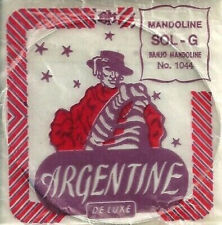 MANDOLINE
SOL - G
BANJO MANDOLINE
No. 1044
ARGENTINE
DE LUXE